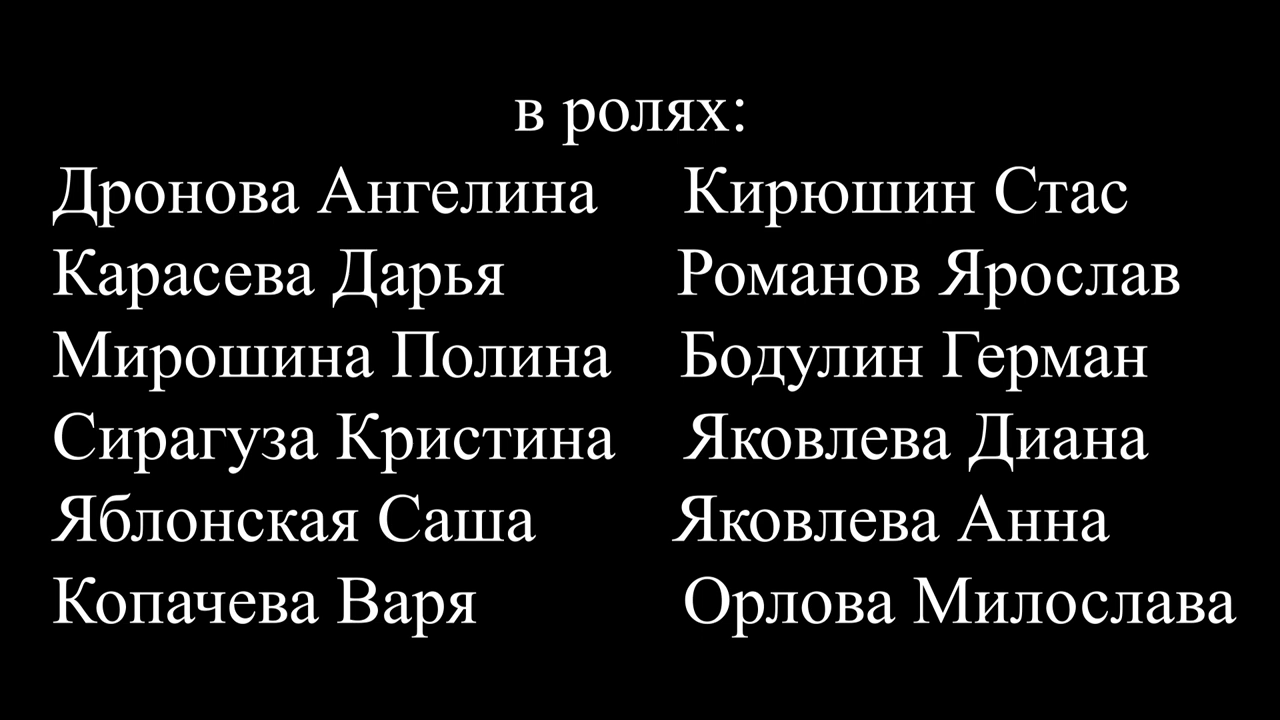 в ролях:
Дронова Ангелина Кирюшин Стас
Карасева Дарья Романов Ярослав
Мирошина Полина Бодулин Герман
Сирагуза Кристина Яковлева Диана
Яблонская Саша Яковлева Анна
Копачева Варя Орлова Милослава